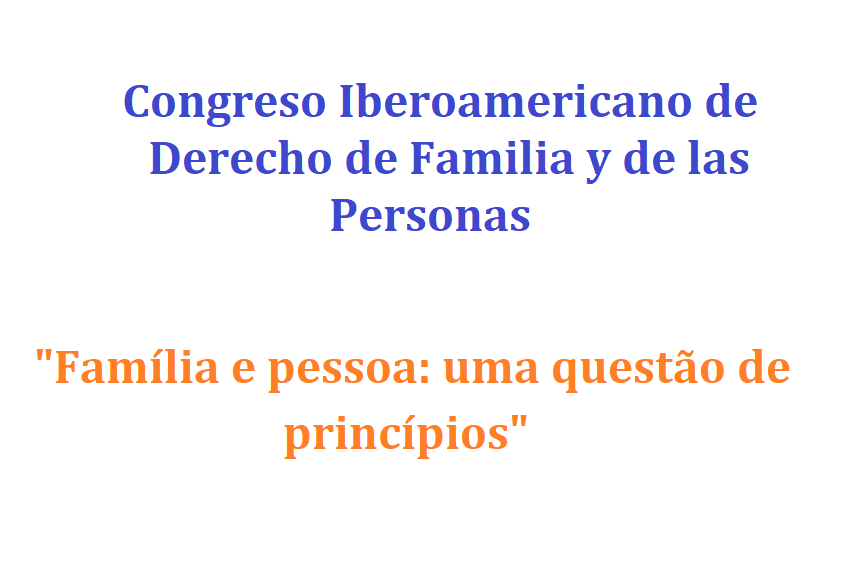 Congreso Iberoamericano de
Derecho de Familia y de las
Personas
"Família e pessoa: uma questão de
princípios"